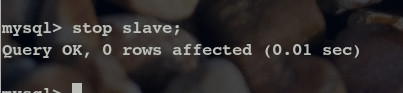 mysql> stop slave;
Query OK, 0 rows affected (0.01 sec)
mysql>